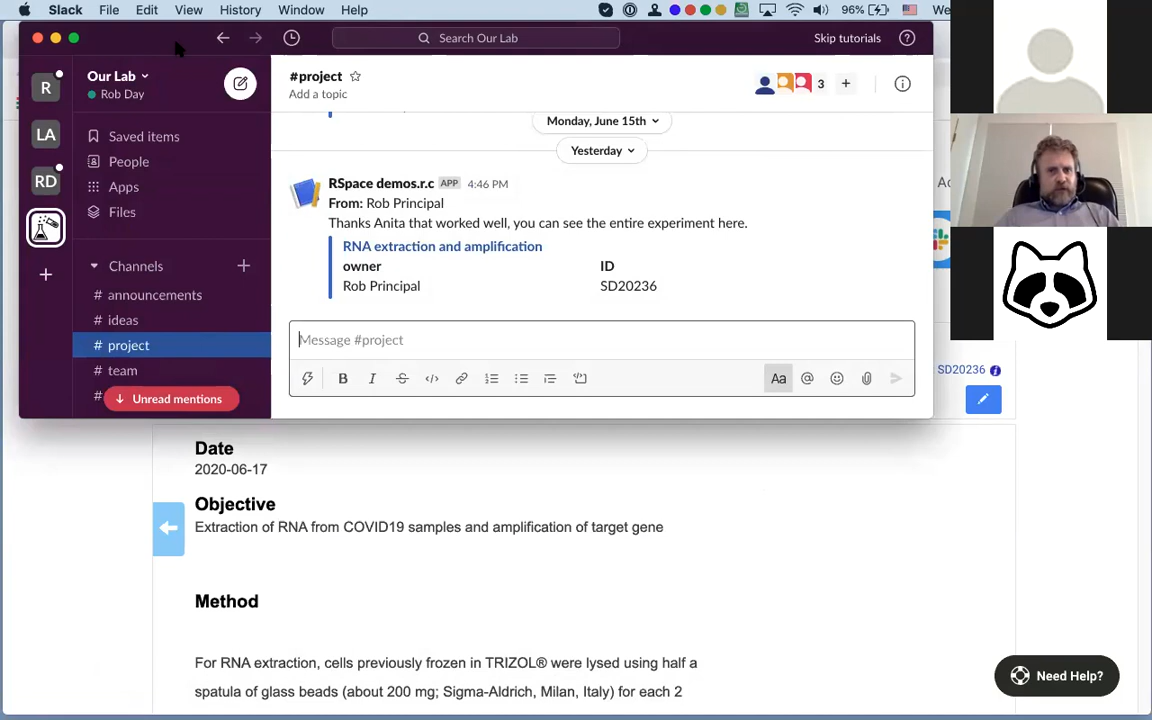 Slack File Edit View History Window Help 96% We
Search Our Lab
Skip tutorials
R
LA
RD
Our Lab
Rob Day
Saved items
People
Apps
Files
Channels
# announcements
# ideas
# project
# team
#
Unread mentions
#project
Add a topic
3
Monday, June 15th
Yesterday
RSpace demos.r.c APP 4:46 PM
From: Rob Principal
Thanks Anita that worked well, you can see the entire experiment here.
RNA extraction and amplification
owner ID
Rob Principal SD20236
Message #project
Aa
SD20236
Date
2020-06-17
Objective
Extraction of RNA from COVID19 samples and amplification of target gene
Method
For RNA extraction, cells previously frozen in TRIZOL® were lysed using half a
spatula of glass beads (about 200 mg; Sigma-Aldrich, Milan, Italy) for each 2
Need Help?